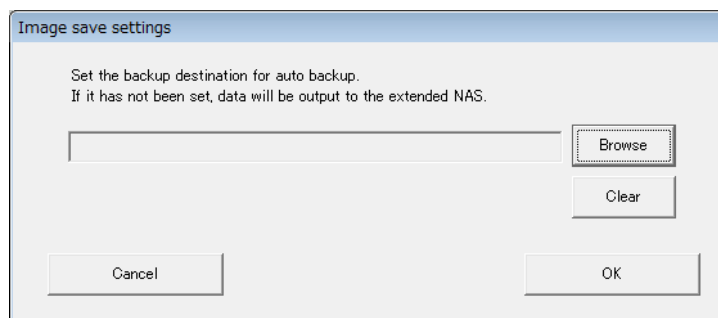 Image save settings
Set the backup destination for auto backup.
If it has not been set, data will be output to the extended NAS.
Browse
Clear
Cancel
OK